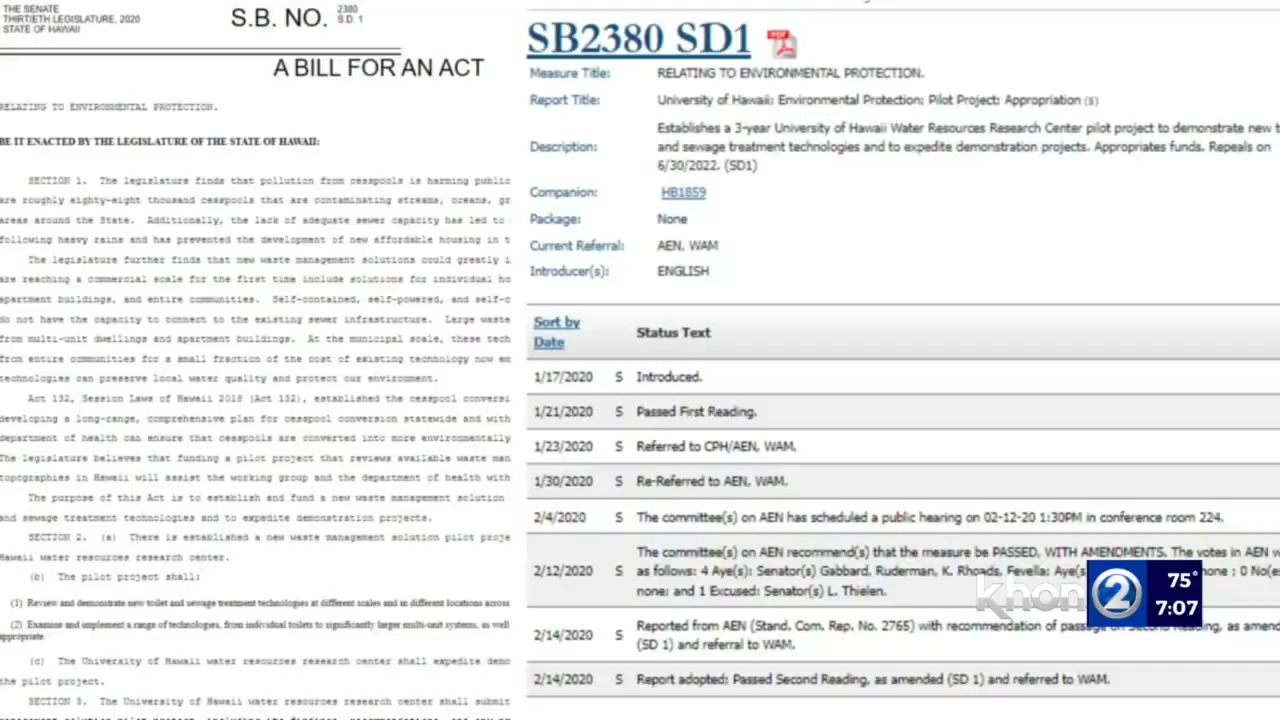 THE SENATE
THIRTIETH LEGISLATURE, 2020
STATE OF HAWAII
S.B. NO.
2380
S.D. 1
A BILL FOR AN ACT
RELATING TO ENVIRONMENTAL PROTECTION.
BE IT ENACTED BY THE LEGISLATURE OF THE STATE OF HAWAII:
SECTION 1. The legislature finds that pollution from cesspools is harming public
are roughly eighty-eight thousand cesspools that are contaminating streams, oceans, gr
areas around the State. Additionally, the lack of adequate sewer capacity has led to
following heavy rains and has prevented the development of new affordable housing in t
The legislature further finds that new waste management solutions could greatly i
are reaching a commercial scale for the first time include solutions for individual ho
apartment buildings, and entire communities. Self-contained, self-powered, and self-c
do not have the capacity to connect to the existing sewer infrastructure. Large waste
from multi-unit dwellings and apartment buildings. At the municipal scale, these tech
from entire communities for a small fraction of the cost of existing technology now em
technologies can preserve local water quality and protect our environment.
Act 132, Session Laws of Hawaii 2018 (Act 132), established the cesspool conversi
developing a long-range, comprehensive plan for cesspool conversion statewide and with
department of health can ensure that cesspools are converted into more environmentally
The legislature believes that funding a pilot project that reviews available waste man
topographies in Hawaii will assist the working group and the department of health with
The purpose of this Act is to establish and fund a new waste management solution
and sewage treatment technologies and to expedite demonstration projects.
SECTION 2. (a) There is established a new waste management solution pilot proje
Hawaii water resources research center.
(b) The pilot project shall:
(1) Review and demonstrate new toilet and sewage treatment technologies at different scales and in different locations across
(2) Examine and implement a range of technologies, from individual toilets to significantly larger multi-unit systems, as well
appropriate.
(c) The University of Hawaii water resources research center shall expedite demo
the pilot project.
SECTION 3. The University of Hawaii water resources research center shall submit
SB2380 SD1
PDF
Measure Title: RELATING TO ENVIRONMENTAL PROTECTION.
Report Title: University of Hawaii; Environmental Protection; Pilot Project; Appropriation ($)
Description: Establishes a 3-year University of Hawaii Water Resources Research Center pilot project to demonstrate new t
and sewage treatment technologies and to expedite demonstration projects. Appropriates funds. Repeals on
6/30/2022. (SD1)
Companion: HB1859
Package: None
Current Referral: AEN, WAM
Introducer(s): ENGLISH
Sort by
Date
Status Text
1/17/2020 S Introduced.
1/21/2020 S Passed First Reading.
1/23/2020 S Referred to CPH/AEN, WAM.
1/30/2020 S Re-Referred to AEN, WAM.
2/4/2020 S The committee(s) on AEN has scheduled a public hearing on 02-12-20 1:30PM in conference room 224.
2/12/2020 S The committee(s) on AEN recommend(s) that the measure be PASSED, WITH AMENDMENTS. The votes in AEN w
as follows: 4 Aye(s): Senator(s) Gabbard, Ruderman, K. Rhoads, Fevella; Aye(s none ; 0 No(es
none; and 1 Excused: Senator(s) L. Thielen.
2/14/2020 S Reported from AEN (Stand. Com. Rep. No. 2765) with recommendation of passage on Second Reading, as amend
(SD 1) and referral to WAM.
2/14/2020 S Report adopted; Passed Second Reading, as amended (SD 1) and referred to WAM.
khon 2
75°
7:07